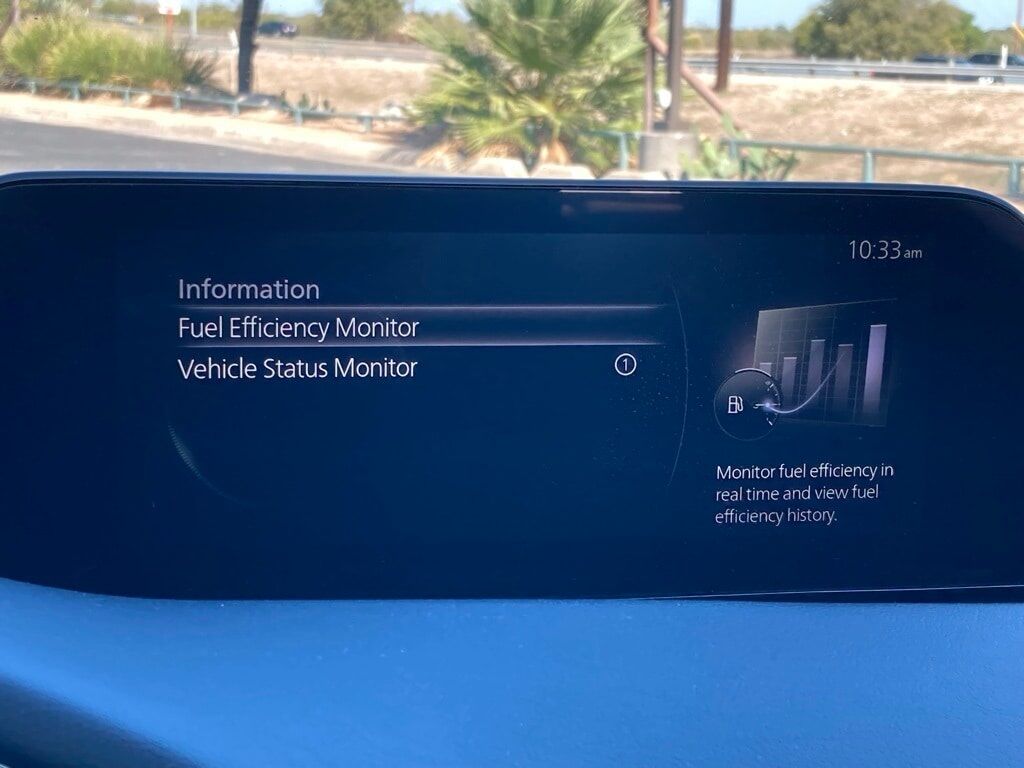 10:33am
Information
Fuel Efficiency Monitor
Vehicle Status Monitor 1
Monitor fuel efficiency in
real time and view fuel
efficiency history.